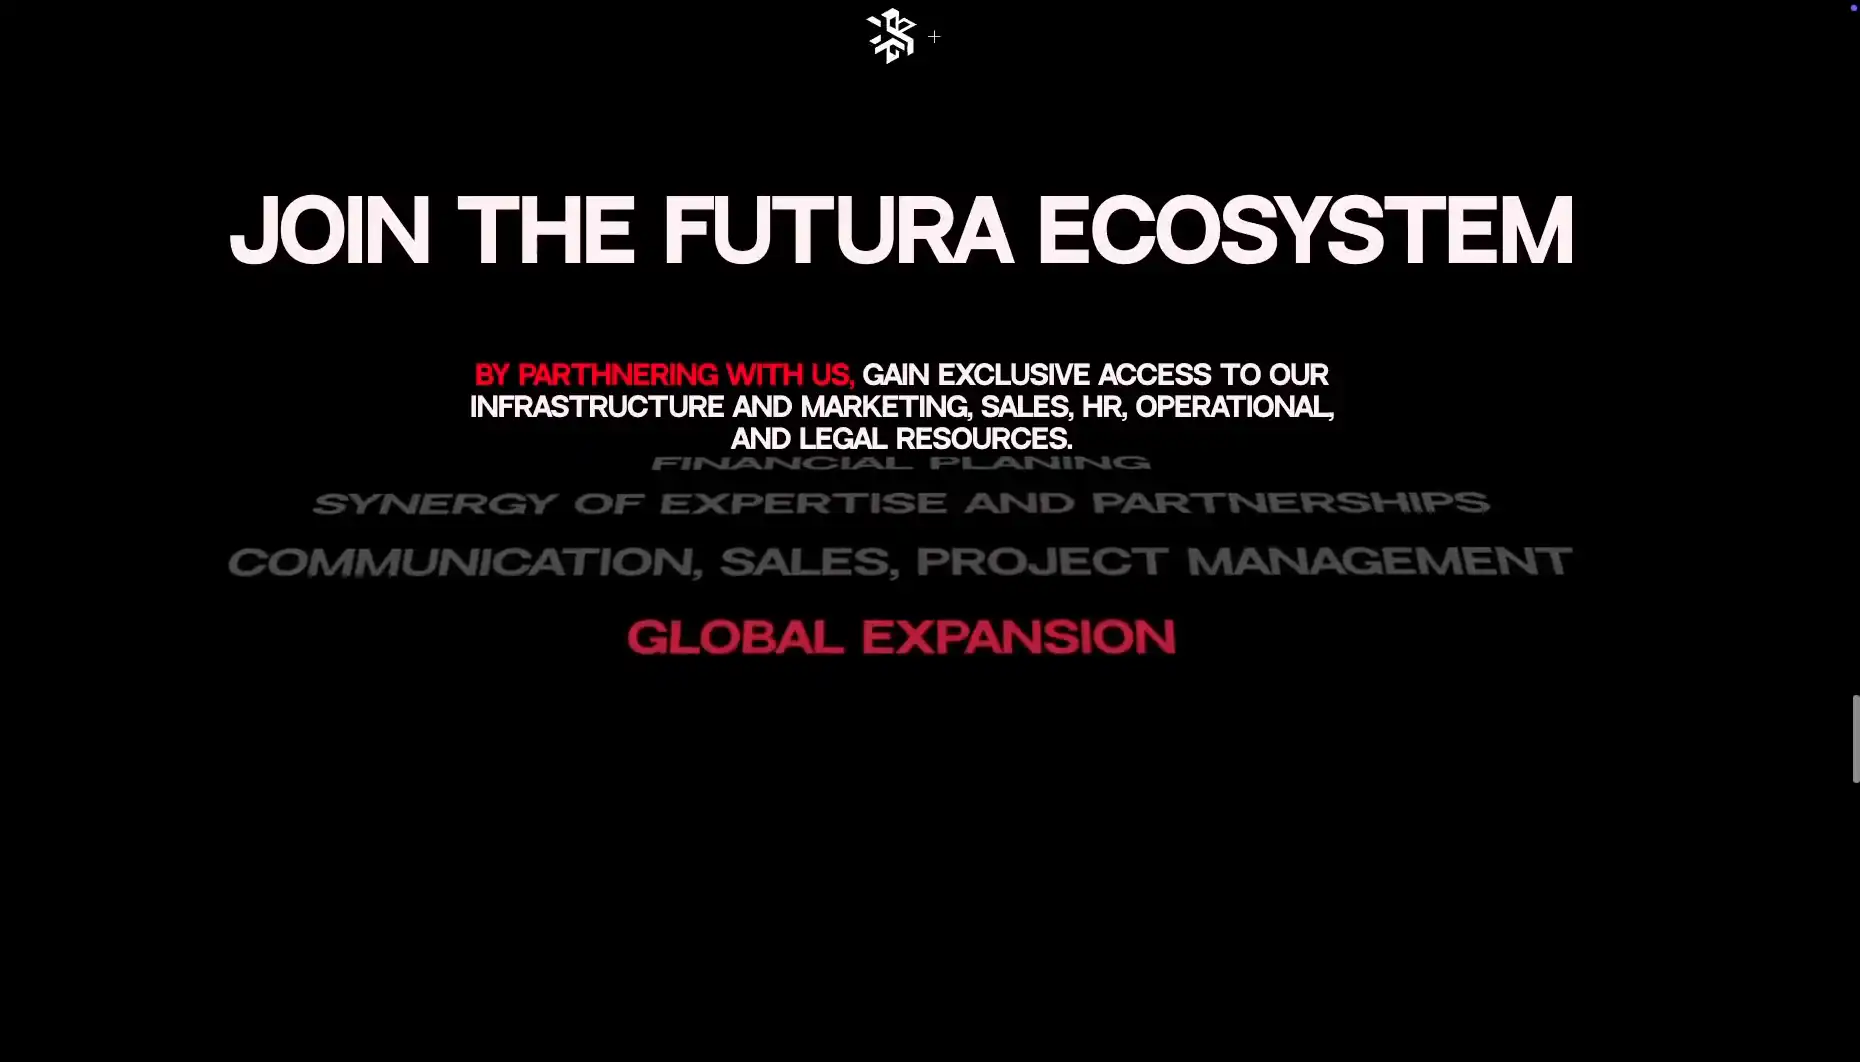 JOIN THE FUTURA ECOSYSTEM
BY PARTHNERING WITH US, GAIN EXCLUSIVE ACCESS TO OUR
INFRASTRUCTURE AND MARKETING, SALES, HR, OPERATIONAL,
AND LEGAL RESOURCES.
FINANCIAL PLANING
SYNERGY OF EXPERTISE AND PARTNERSHIPS
COMMUNICATION, SALES, PROJECT MANAGEMENT
GLOBAL EXPANSION